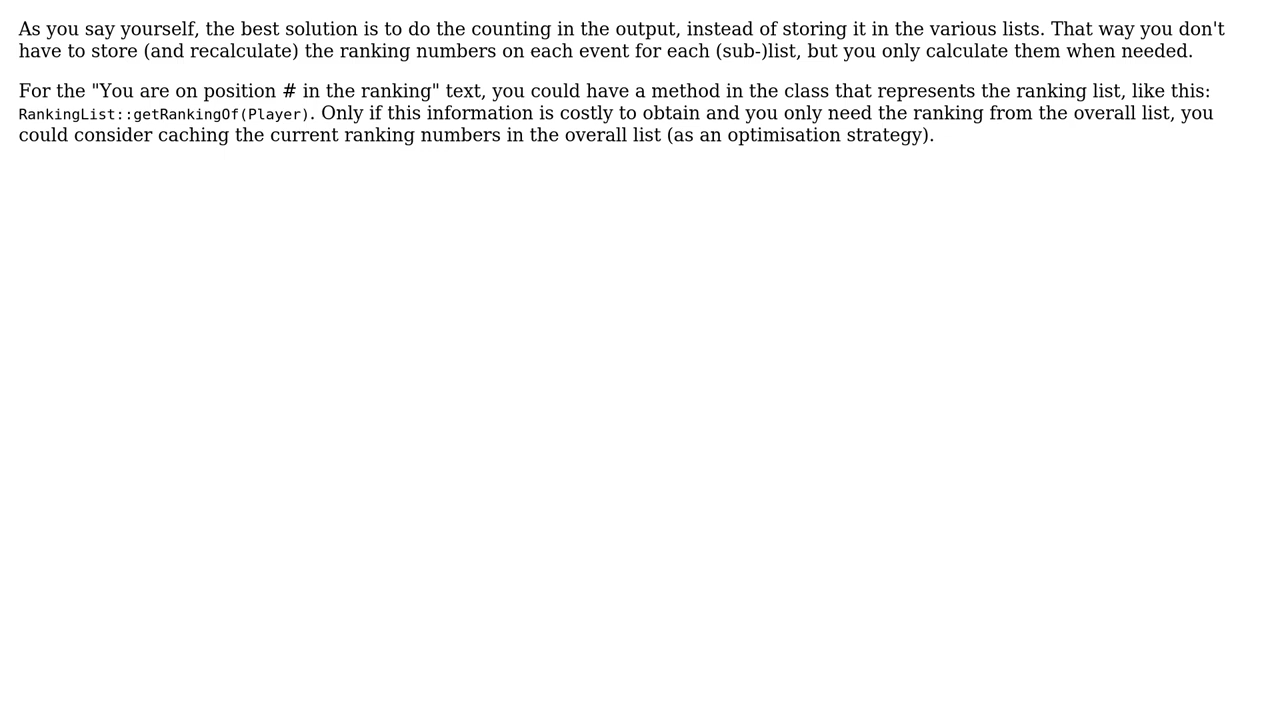 As you say yourself, the best solution is to do the counting in the output, instead of storing it in the various lists. That way you don't
have to store (and recalculate) the ranking numbers on each event for each (sub-)list, but you only calculate them when needed.
For the "You are on position # in the ranking" text, you could have a method in the class that represents the ranking list, like this:
RankingList::getRankingOf(Player). Only if this information is costly to obtain and you only need the ranking from the overall list, you
could consider caching the current ranking numbers in the overall list (as an optimisation strategy).